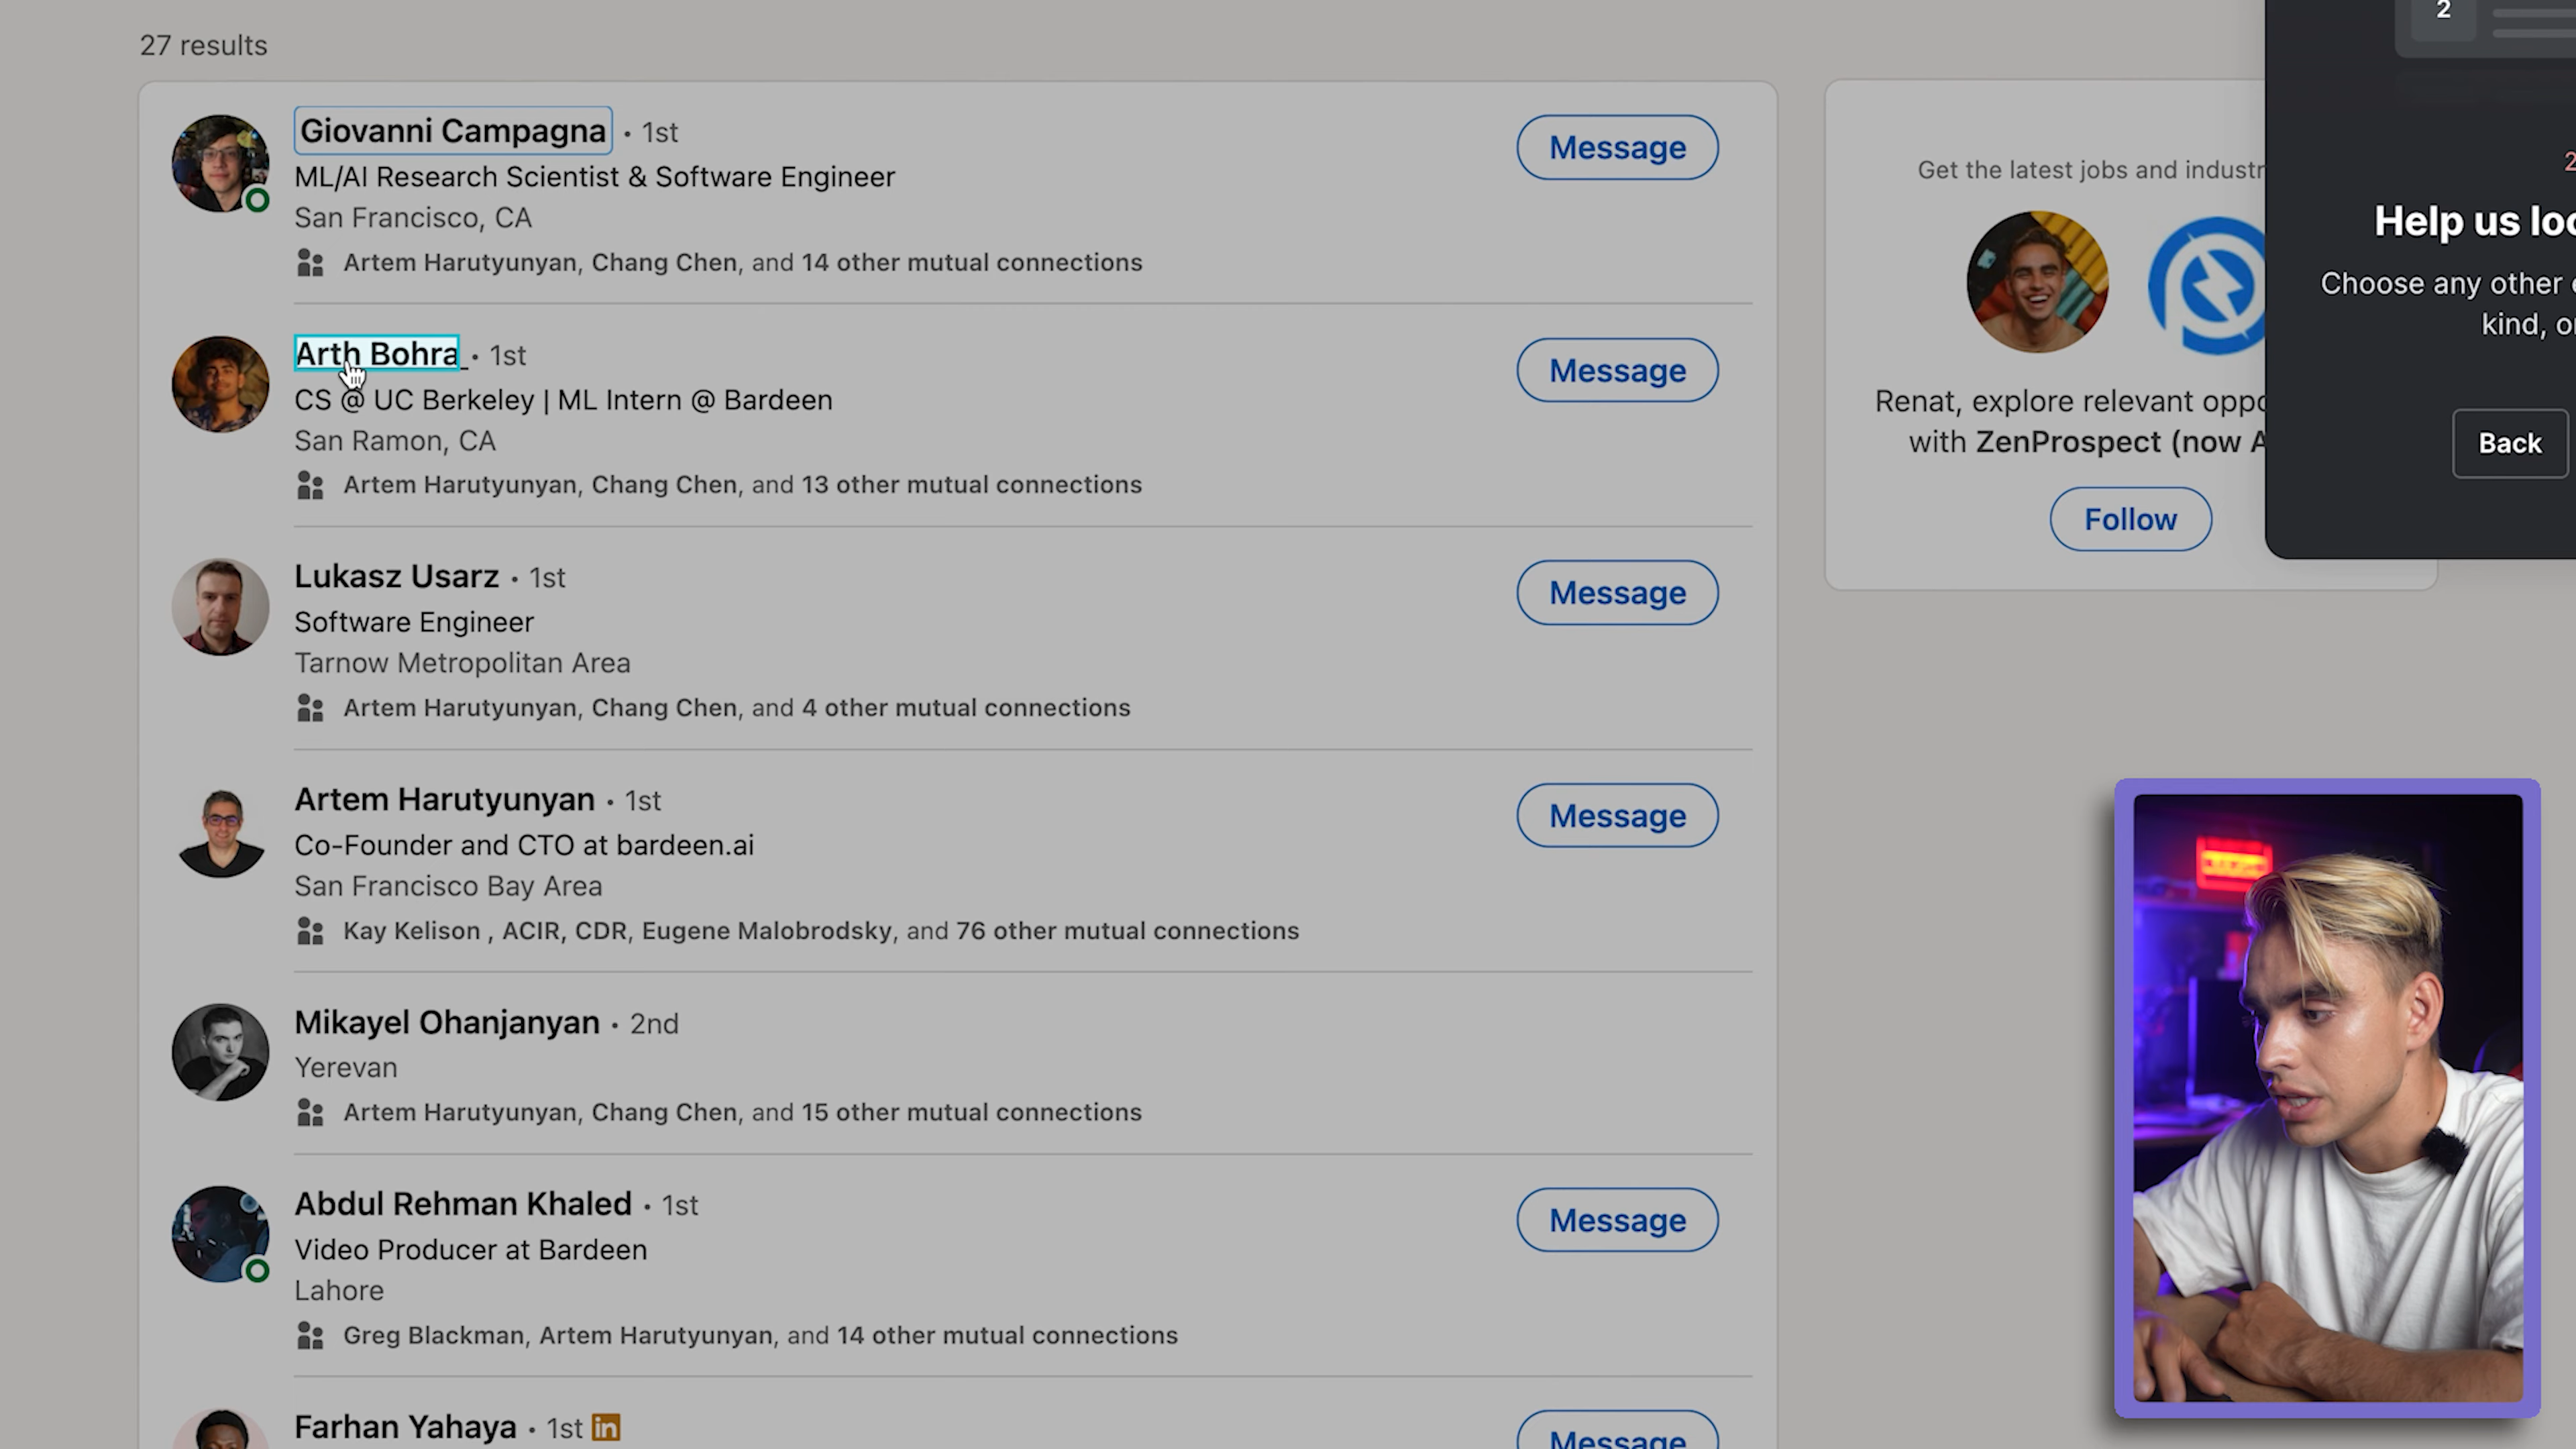 27 results
Giovanni Campagna • 1st
Message
ML/AI Research Scientist & Software Engineer
San Francisco, CA
Artem Harutyunyan, Chang Chen, and 14 other mutual connections
Arth Bohra • 1st
Message
CS @ UC Berkeley | ML Intern @ Bardeen
San Ramon, CA
Artem Harutyunyan, Chang Chen, and 13 other mutual connections
Lukasz Usarz • 1st
Message
Software Engineer
Tarnow Metropolitan Area
Artem Harutyunyan, Chang Chen, and 4 other mutual connections
Artem Harutyunyan • 1st
Message
Co-Founder and CTO at bardeen.ai
San Francisco Bay Area
Kay Kelison , ACIR, CDR, Eugene Malobrodsky, and 76 other mutual connections
Mikayel Ohanjanyan • 2nd
Yerevan
Artem Harutyunyan, Chang Chen, and 15 other mutual connections
Abdul Rehman Khaled • 1st
Message
Video Producer at Bardeen
Lahore
Greg Blackman, Artem Harutyunyan, and 14 other mutual connections
Farhan Yahaya • 1st in
Message
Get the latest jobs and industr
Renat, explore relevant oppo
with ZenProspect (now A
Follow
2
2
Help us loc
Choose any other
kind, o
Back